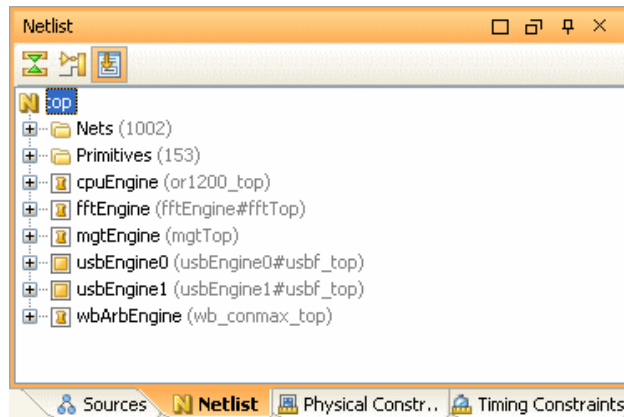 Netlist
top
Nets (1002)
Primitives (153)
cpuEngine (or1200_top)
fftEngine (fftEngine#fftTop)
mgtEngine (mgtTop)
usbEngine0 (usbEngine0#usbf_top)
usbEngine1 (usbEngine1#usbf_top)
wbArbEngine (wb_conmax_top)
Sources Netlist Physical Constr.. Timing Constraints